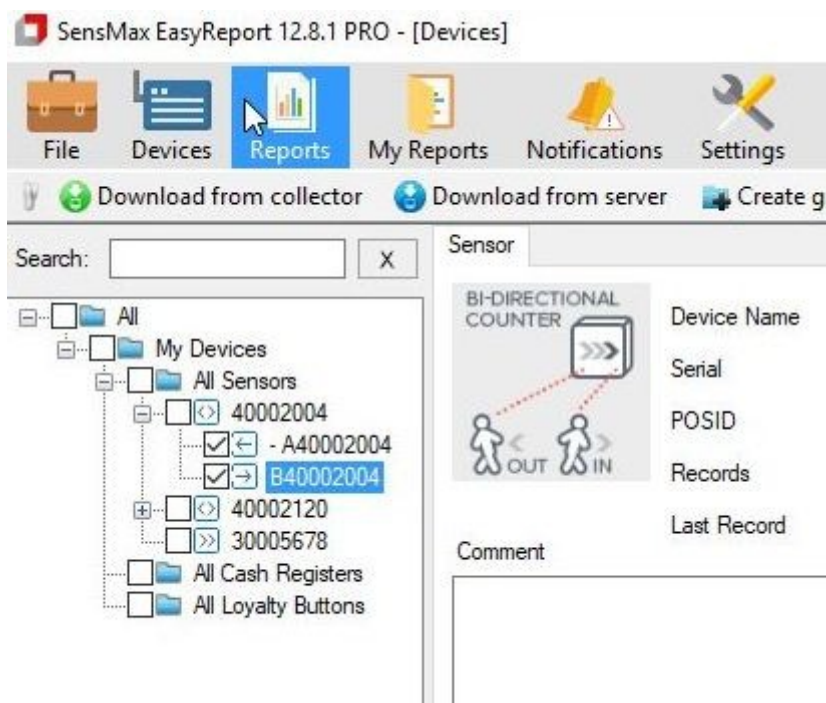 SensMax EasyReport 12.8.1 PRO - [Devices]
File Devices Reports My Reports Notifications Settings
Download from collector Download from server Create g
Search: X
All
My Devices
All Sensors
40002004
- A40002004
B40002004
40002120
30005678
All Cash Registers
All Loyalty Buttons
Sensor
BI-DIRECTIONAL
COUNTER
OUT IN
Device Name
Serial
POSID
Records
Last Record
Comment